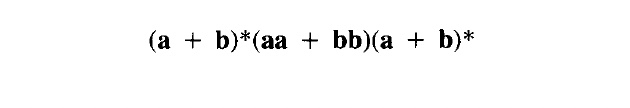 (a + b)*(aa + bb)(a + b)*